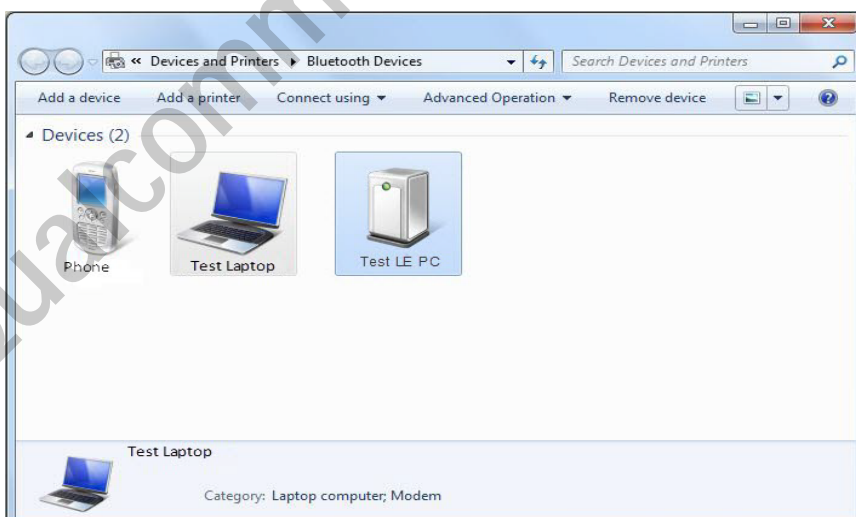 « Devices and Printers ▸ Bluetooth Devices Search Devices and Printers
Add a device Add a printer Connect using Advanced Operation Remove device
Devices (2)
Phone Test Laptop Test LE PC
Test Laptop
Category: Laptop computer; Modem